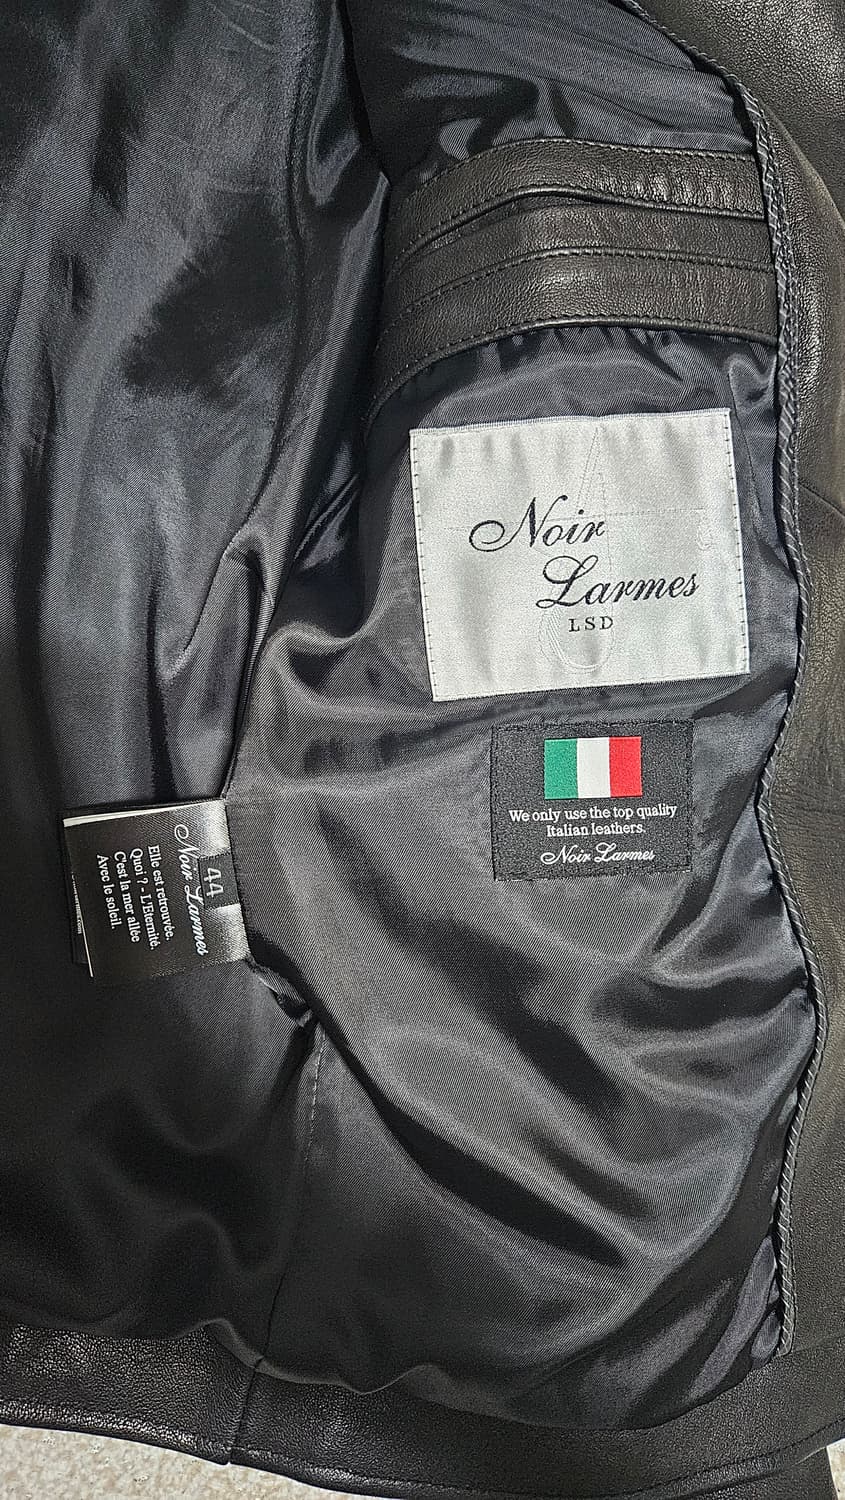 Noir
Larmes
LSD
We only use the top quality
Italian leathers.
Noir Larmes
44
Noir Larmes
Elle est retrouvée.
Quoi ? - L'Eternité.
C'est la mer allée
Avec le soleil.